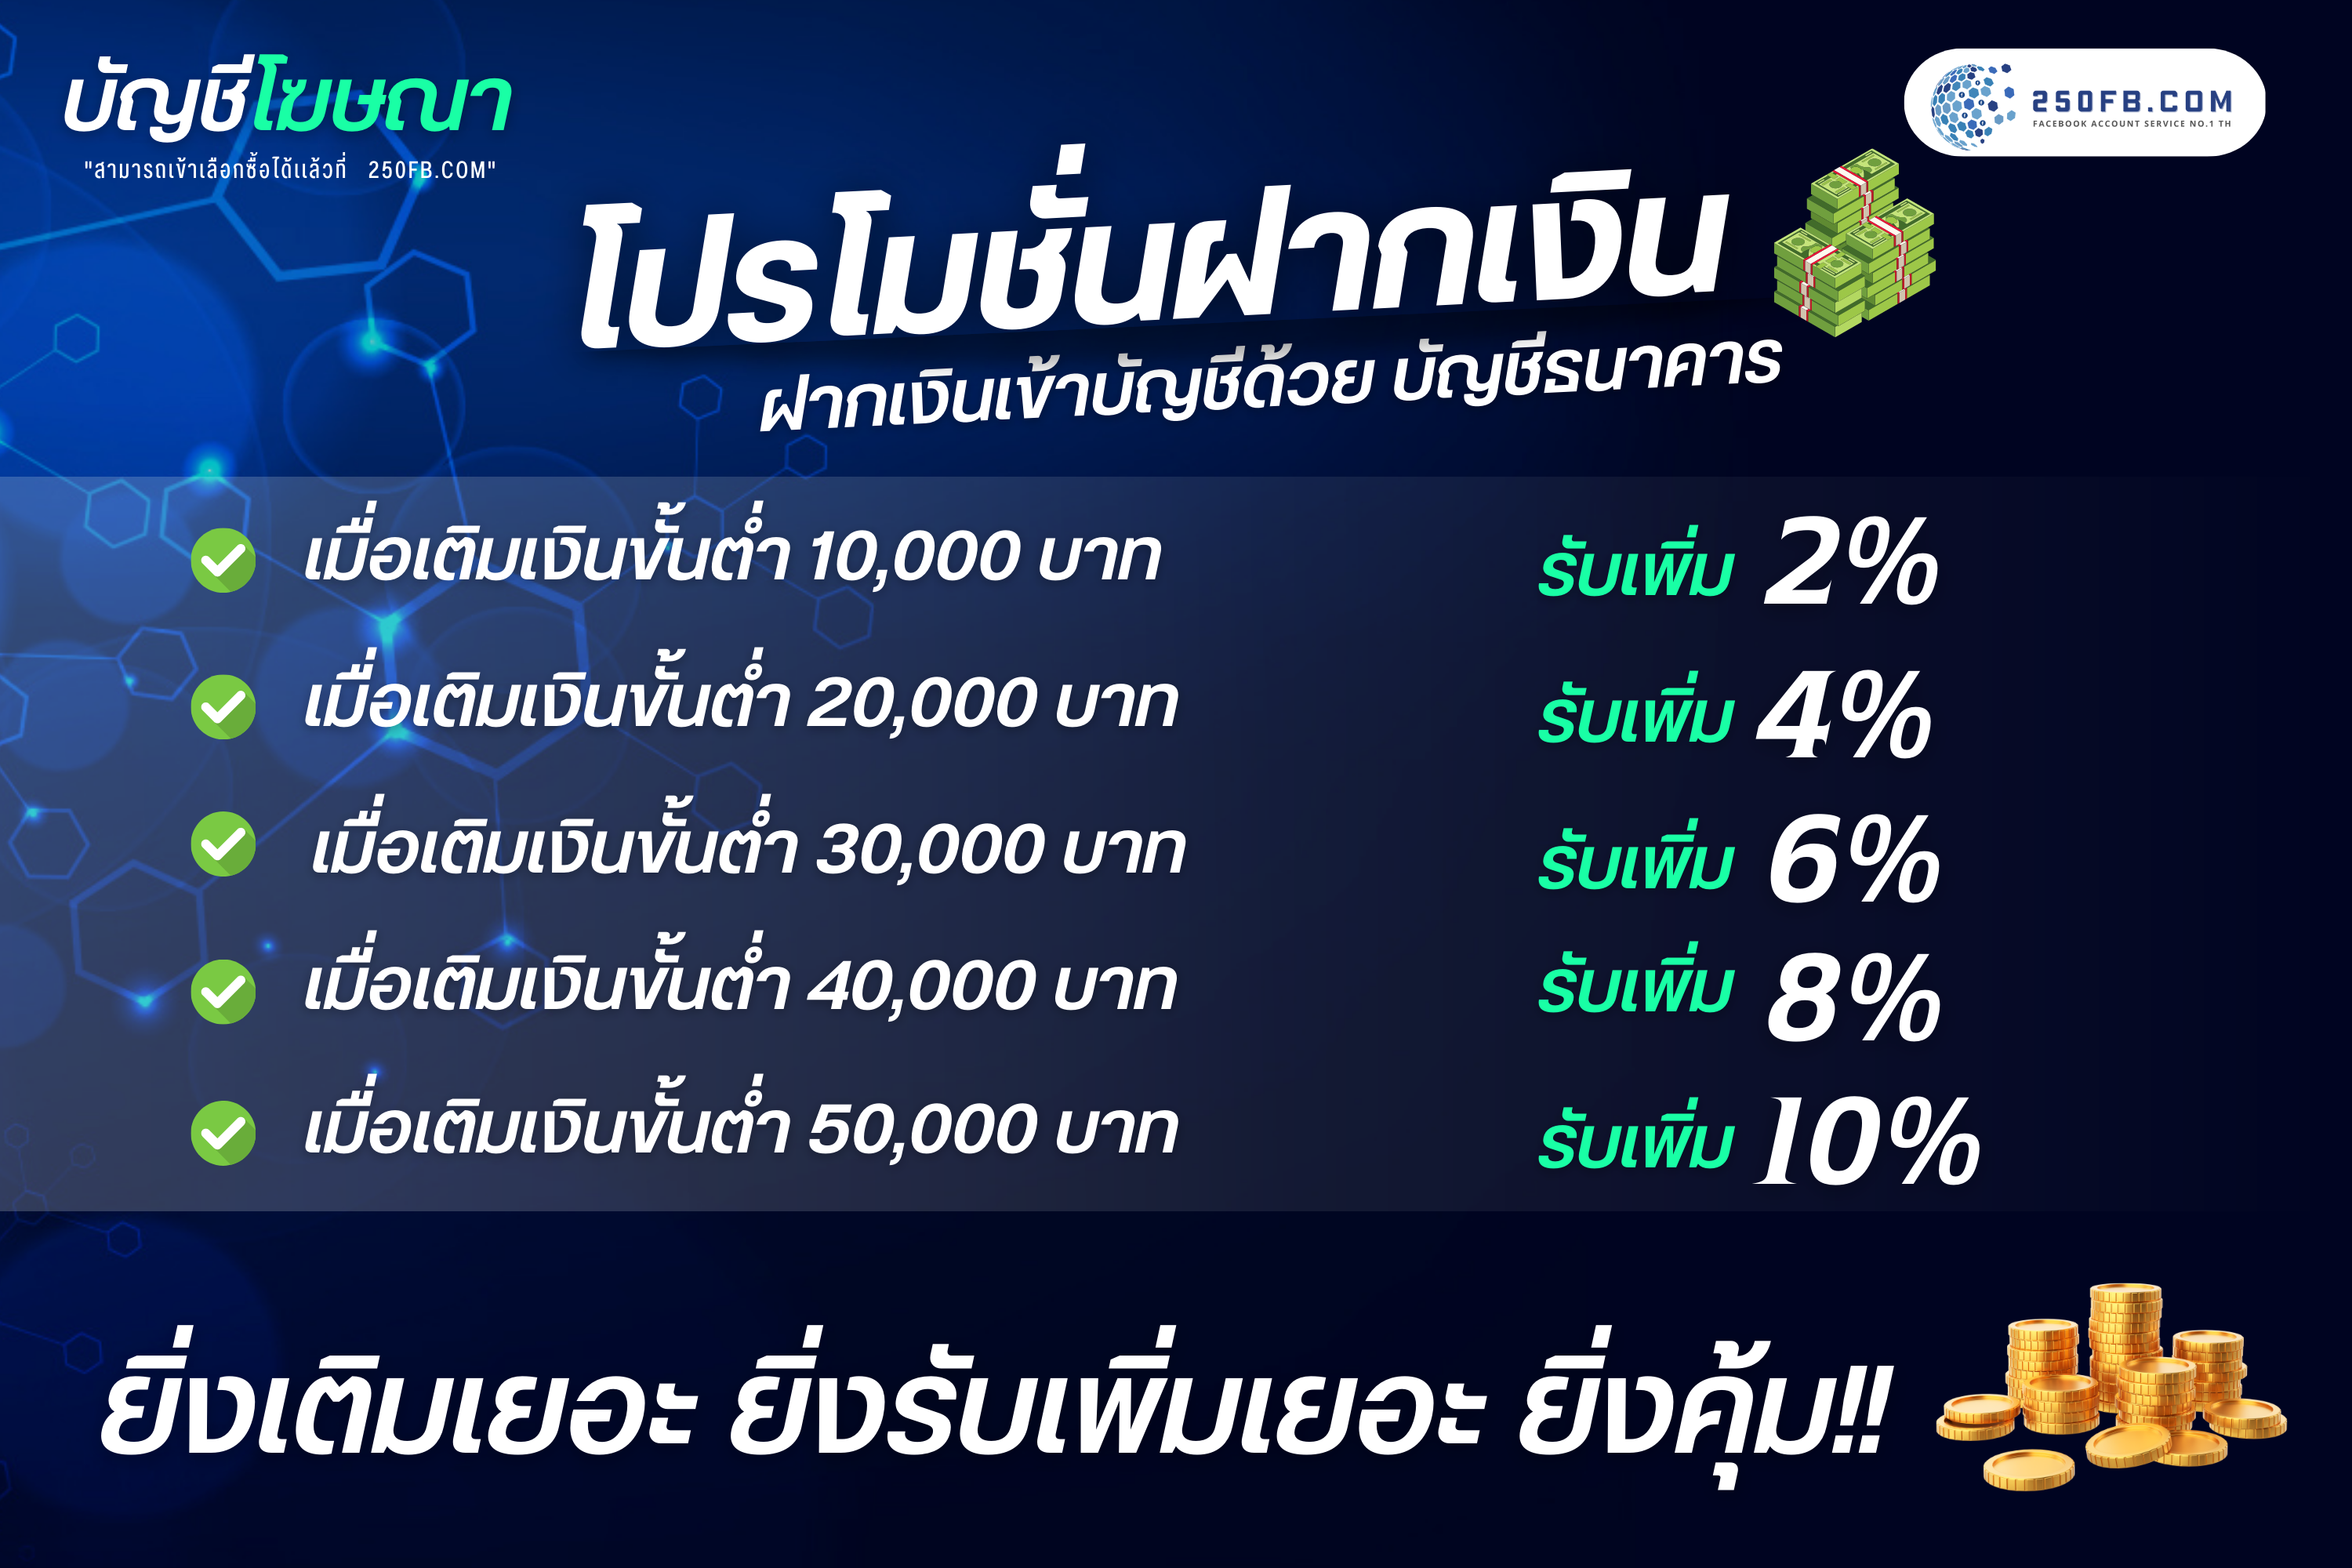 บัญชีโฆษณา
"สามารถเข้าเลือกซื้อได้แล้วที่ 250FB.COM"
250FB.COM
FACEBOOK ACCOUNT SERVICE NO.1 TH
โปรโมชั่นฝากเงิน
ฝากเงินเข้าบัญชีด้วย บัญชีธนาคาร
เมื่อเติมเงินขั้นต่ำ 10,000 บาท รับเพิ่ม 2%
เมื่อเติมเงินขั้นต่ำ 20,000 บาท รับเพิ่ม 4%
เมื่อเติมเงินขั้นต่ำ 30,000 บาท รับเพิ่ม 6%
เมื่อเติมเงินขั้นต่ำ 40,000 บาท รับเพิ่ม 8%
เมื่อเติมเงินขั้นต่ำ 50,000 บาท รับเพิ่ม 10%
ยิ่งเติมเยอะ ยิ่งรับเพิ่มเยอะ ยิ่งคุ้ม!!